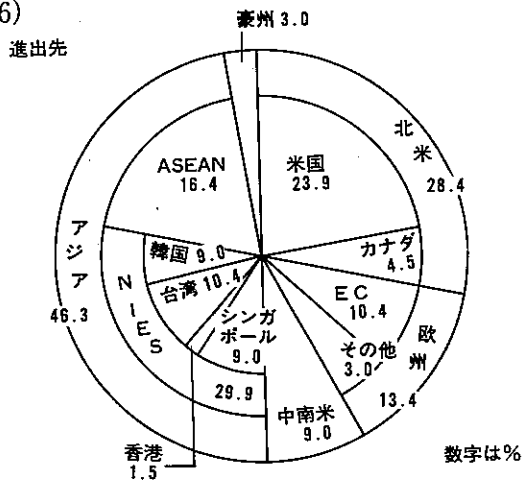 6)
進出先
豪州 3.0
北米
28.4
米国
23.9
カナダ
4.5
EC
10.4
その他
3.0
欧州
13.4
中南米
9.0
アジア
46.3
ASEAN
16.4
NIES
29.9
韓国 9.0
台湾 10.4
シンガ
ポール
9.0
香港
1.5
数字は%